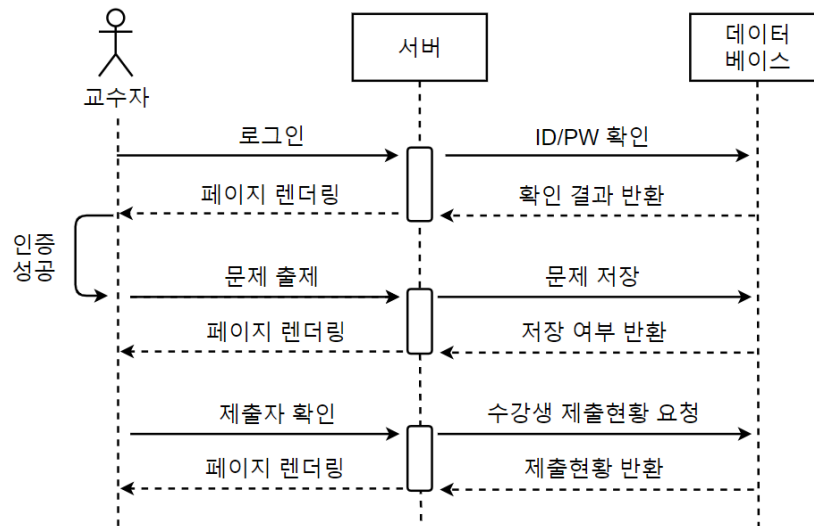 서버
데이터
베이스
교수자
로그인
ID/PW 확인
페이지 렌더링
확인 결과 반환
인증
성공
문제 출제
문제 저장
페이지 렌더링
저장 여부 반환
제출자 확인
수강생 제출현황 요청
페이지 렌더링
제출현황 반환